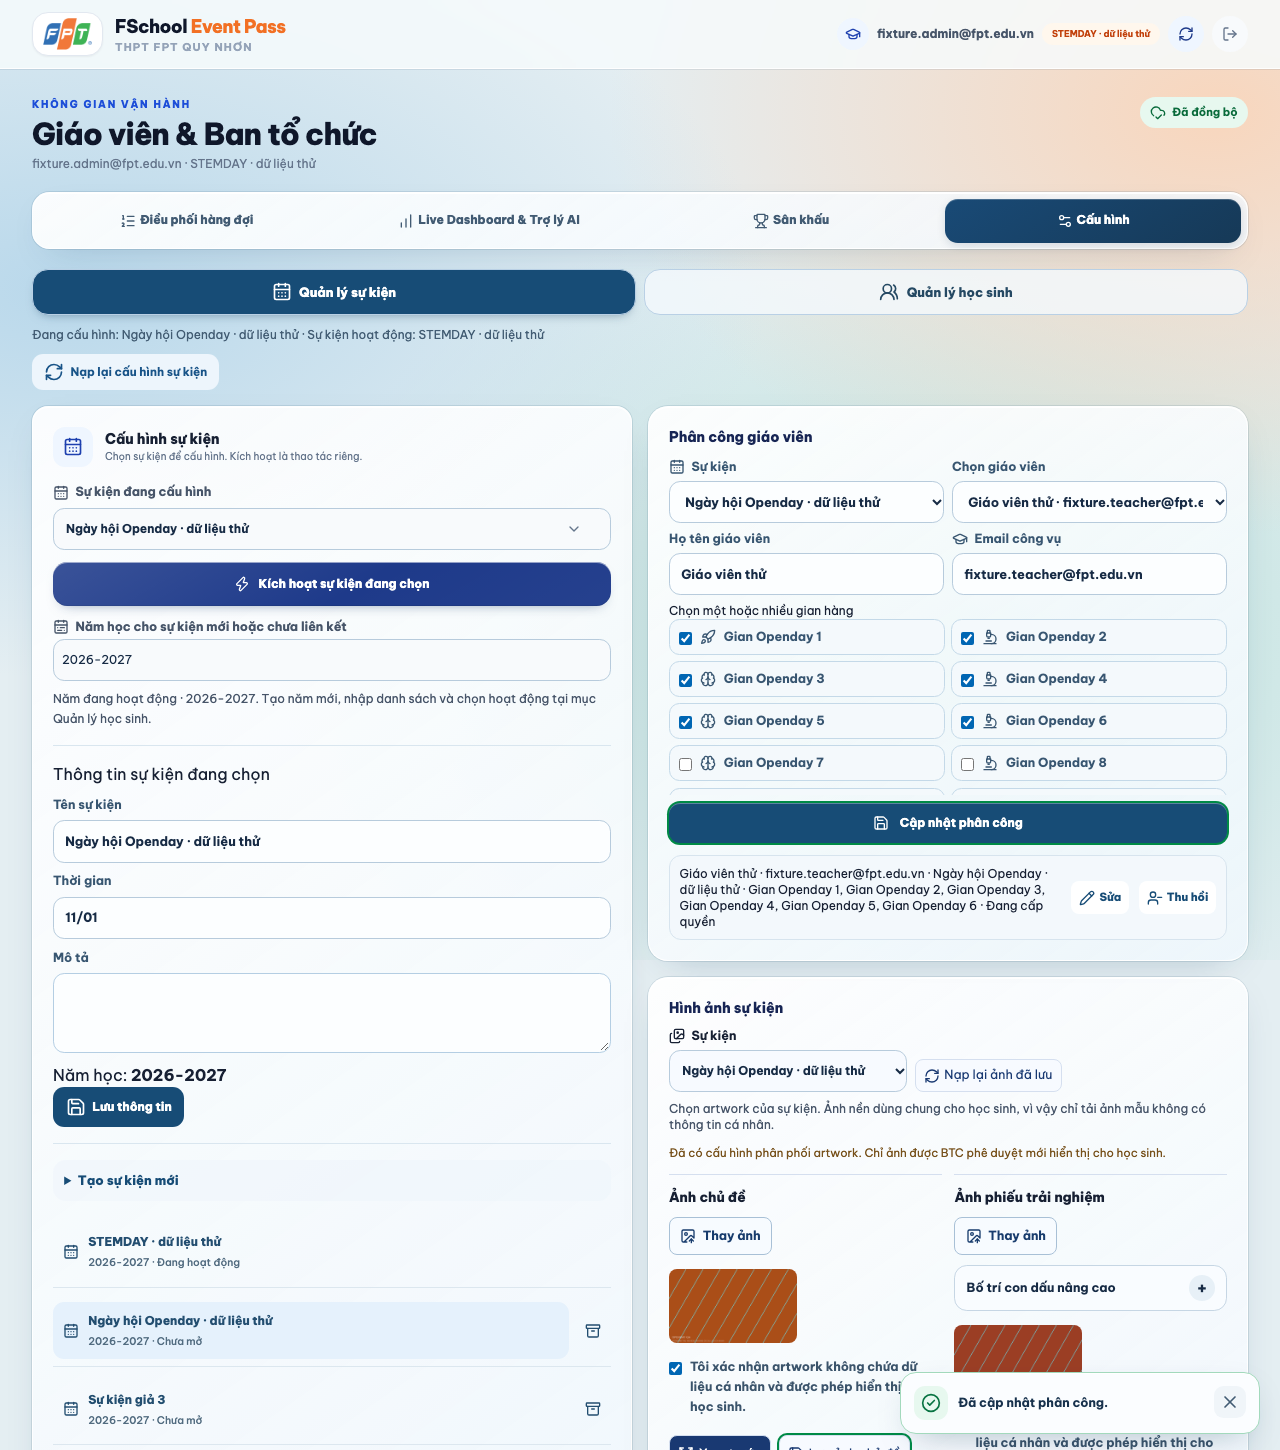 FPT
FSchool Event Pass
THPT FPT QUY NHƠN
fixture.admin@fpt.edu.vn
STEMDAY · dữ liệu thử
KHÔNG GIAN VẬN HÀNH
Giáo viên & Ban tổ chức
fixture.admin@fpt.edu.vn · STEMDAY · dữ liệu thử
Đã đồng bộ
Điều phối hàng đợi
Live Dashboard & Trợ lý AI
Sân khấu
Cấu hình
Quản lý sự kiện
Quản lý học sinh
Đang cấu hình: Ngày hội Openday · dữ liệu thử · Sự kiện hoạt động: STEMDAY · dữ liệu thử
Nạp lại cấu hình sự kiện
Cấu hình sự kiện
Chọn sự kiện để cấu hình. Kích hoạt là thao tác riêng.
Sự kiện đang cấu hình
Ngày hội Openday · dữ liệu thử
Kích hoạt sự kiện đang chọn
Năm học cho sự kiện mới hoặc chưa liên kết
2026-2027
Năm đang hoạt động · 2026-2027. Tạo năm mới, nhập danh sách và chọn hoạt động tại mục
Quản lý học sinh.
Thông tin sự kiện đang chọn
Tên sự kiện
Ngày hội Openday · dữ liệu thử
Thời gian
11/01
Mô tả
Năm học: 2026-2027
Lưu thông tin
Tạo sự kiện mới
STEMDAY · dữ liệu thử
2026-2027 · Đang hoạt động
Ngày hội Openday · dữ liệu thử
2026-2027 · Chưa mở
Sự kiện giả 3
2026-2027 · Chưa mở
Phân công giáo viên
Sự kiện
Chọn giáo viên
Ngày hội Openday · dữ liệu thử
Giáo viên thử · fixture.teacher@fpt.e
Họ tên giáo viên
Email công vụ
Giáo viên thử
fixture.teacher@fpt.edu.vn
Chọn một hoặc nhiều gian hàng
Gian Openday 1
Gian Openday 2
Gian Openday 3
Gian Openday 4
Gian Openday 5
Gian Openday 6
Gian Openday 7
Gian Openday 8
Cập nhật phân công
Giáo viên thử · fixture.teacher@fpt.edu.vn · Ngày hội Openday ·
dữ liệu thử · Gian Openday 1, Gian Openday 2, Gian Openday 3,
Gian Openday 4, Gian Openday 5, Gian Openday 6 · Đang cấp
quyền
Sửa
Thu hồi
Hình ảnh sự kiện
Sự kiện
Ngày hội Openday · dữ liệu thử
Nạp lại ảnh đã lưu
Chọn artwork của sự kiện. Ảnh nền dùng chung cho học sinh, vì vậy chỉ tải ảnh mẫu không có
thông tin cá nhân.
Đã có cấu hình phân phối artwork. Chỉ ảnh được BTC phê duyệt mới hiển thị cho học sinh.
Ảnh chủ đề
Thay ảnh
Tôi xác nhận artwork không chứa dữ
liệu cá nhân và được phép hiển thị
học sinh.
Ảnh phiếu trải nghiệm
Thay ảnh
Bố trí con dấu nâng cao
+
Đã cập nhật phân công.
liệu cá nhân và được phép hiển thị cho